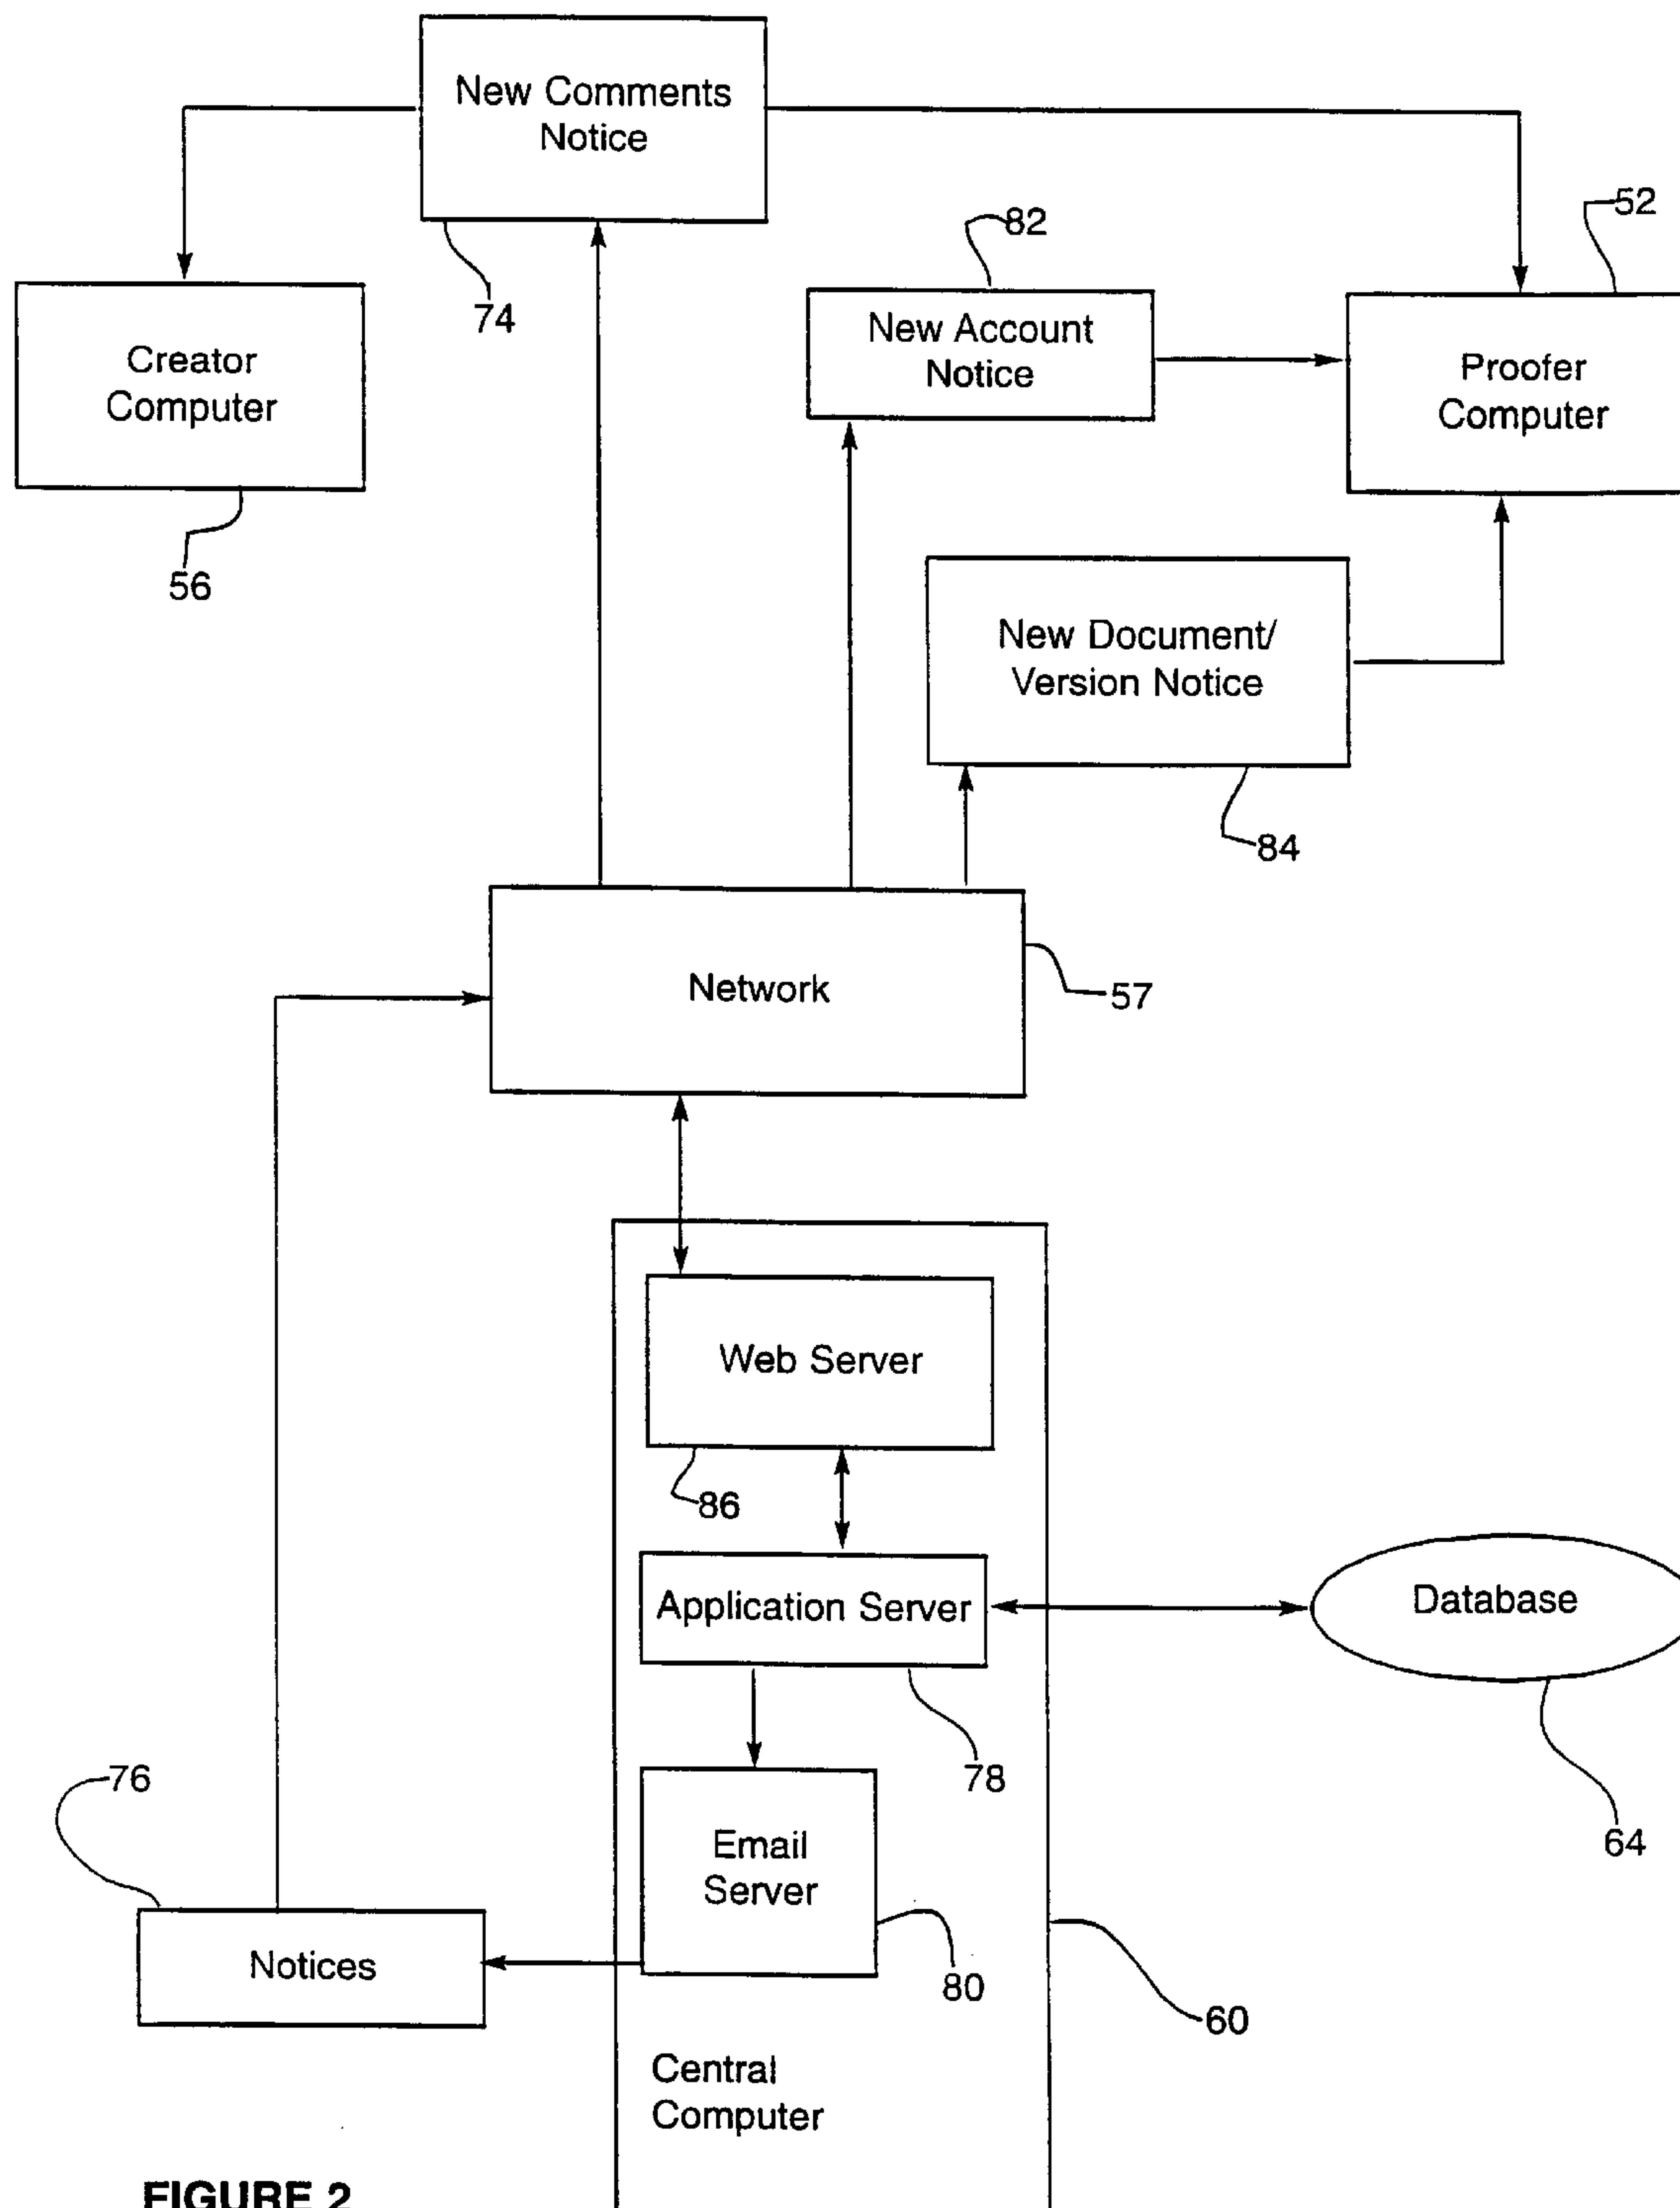 New Comments
Notice
74
82
52
Creator
Computer
56
New Account
Notice
Proofer
Computer
New Document/
Version Notice
84
Network
57
Web Server
86
Application Server
78
Database
64
76
Email
Server
80
Notices
60
Central
Computer
FIGURE 2